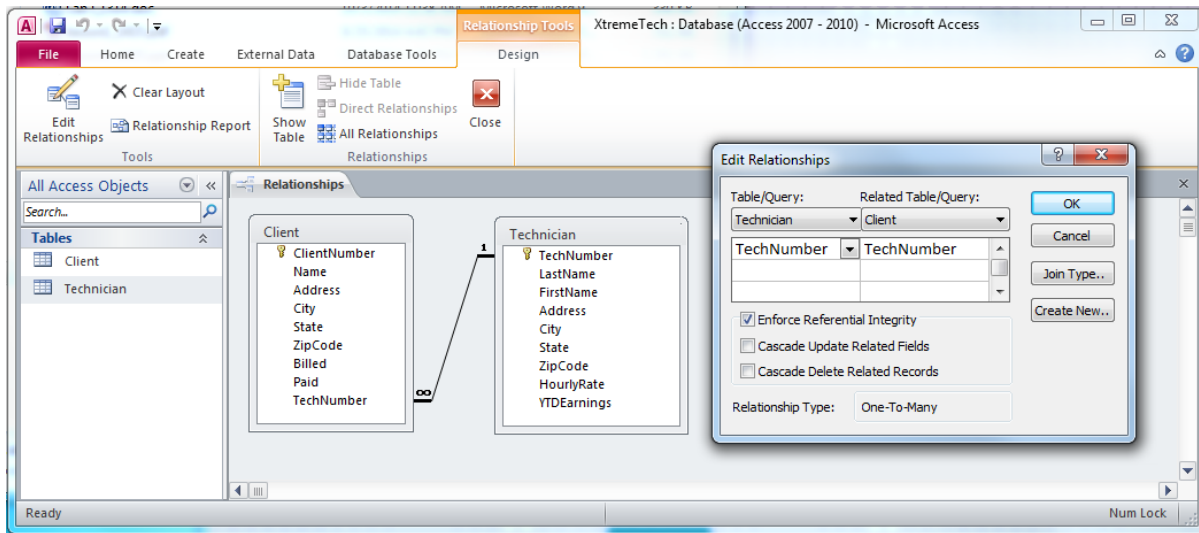 Relationship Tools
XtremeTech : Database (Access 2007 - 2010) - Microsoft Access
File Home Create External Data Database Tools Design
Edit Relationships
Clear Layout
Relationship Report
Tools
Show Table
Hide Table
Direct Relationships
All Relationships
Relationships
Close
All Access Objects
Search...
Tables
Client
Technician
Relationships
Client
ClientNumber
Name
Address
City
State
ZipCode
Billed
Paid
TechNumber
∞
1
Technician
TechNumber
LastName
FirstName
Address
City
State
ZipCode
HourlyRate
YTDEarnings
Edit Relationships
Table/Query: Related Table/Query:
Technician Client
TechNumber TechNumber
Enforce Referential Integrity
Cascade Update Related Fields
Cascade Delete Related Records
Relationship Type: One-To-Many
OK
Cancel
Join Type..
Create New..
Ready
Num Lock